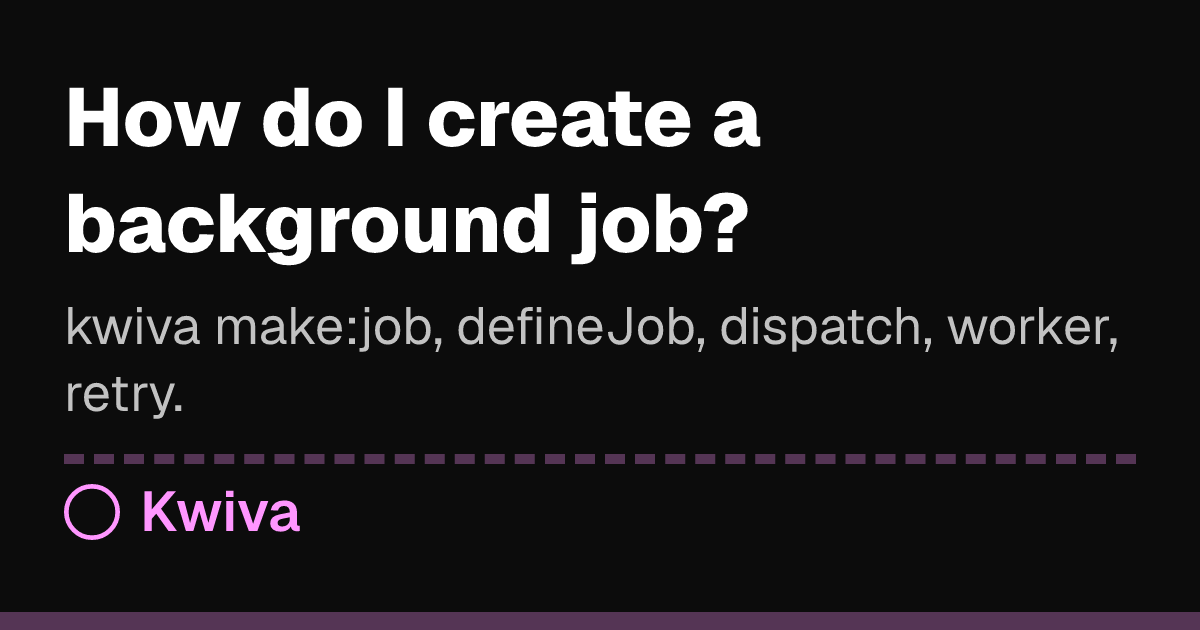 How do I create a
background job?
kwiva make:job, defineJob, dispatch, worker,
retry.
Kwiva